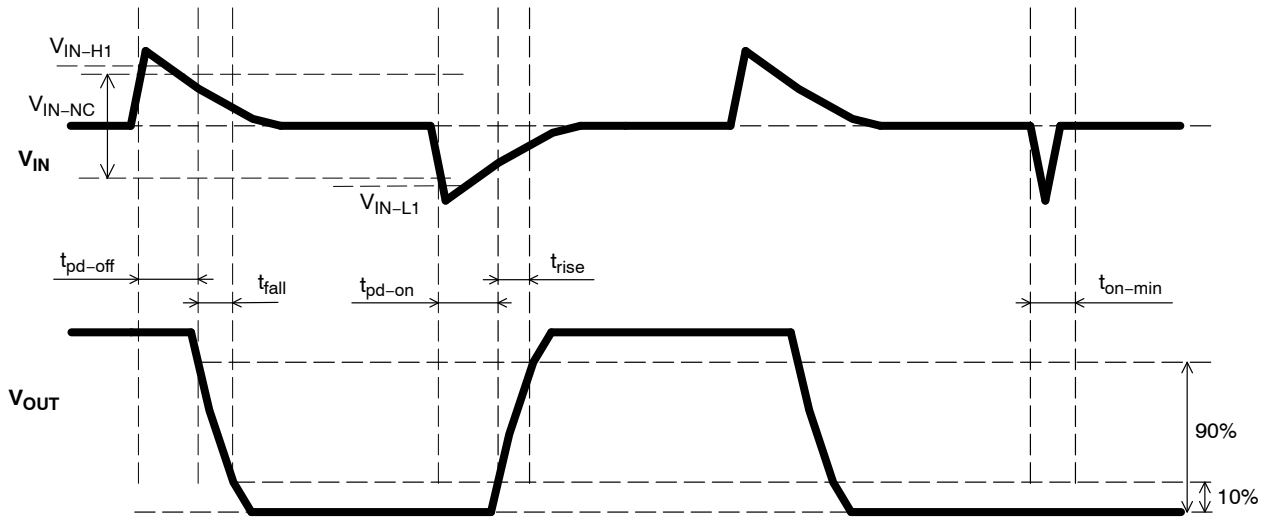 V_IN−H1
V_IN−NC
V_IN
V_IN−L1
t_pd−off
t_fall
t_pd−on
t_rise
t_on−min
V_OUT
90%
10%